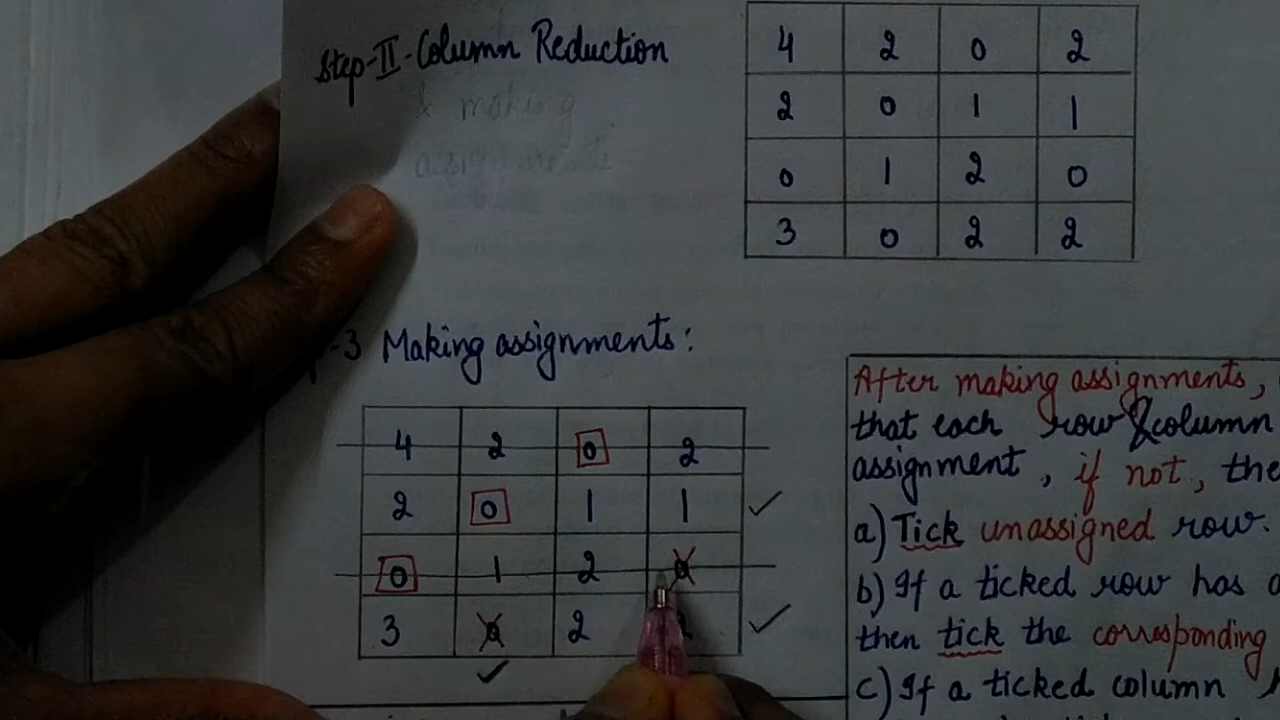 Step-II-Column Reduction
& making
assignments
4 2 0 2
2 0 1 1
0 1 2 0
3 0 2 2
-3 Making assignments:
4 2 0 2
2 0 1 1
0 1 2 0
3 0 2
After making assignments,
that each row & column
assignment, if not, the
a) Tick unassigned row.
b) If a ticked row has a
then tick the corresponding
c) If a ticked column